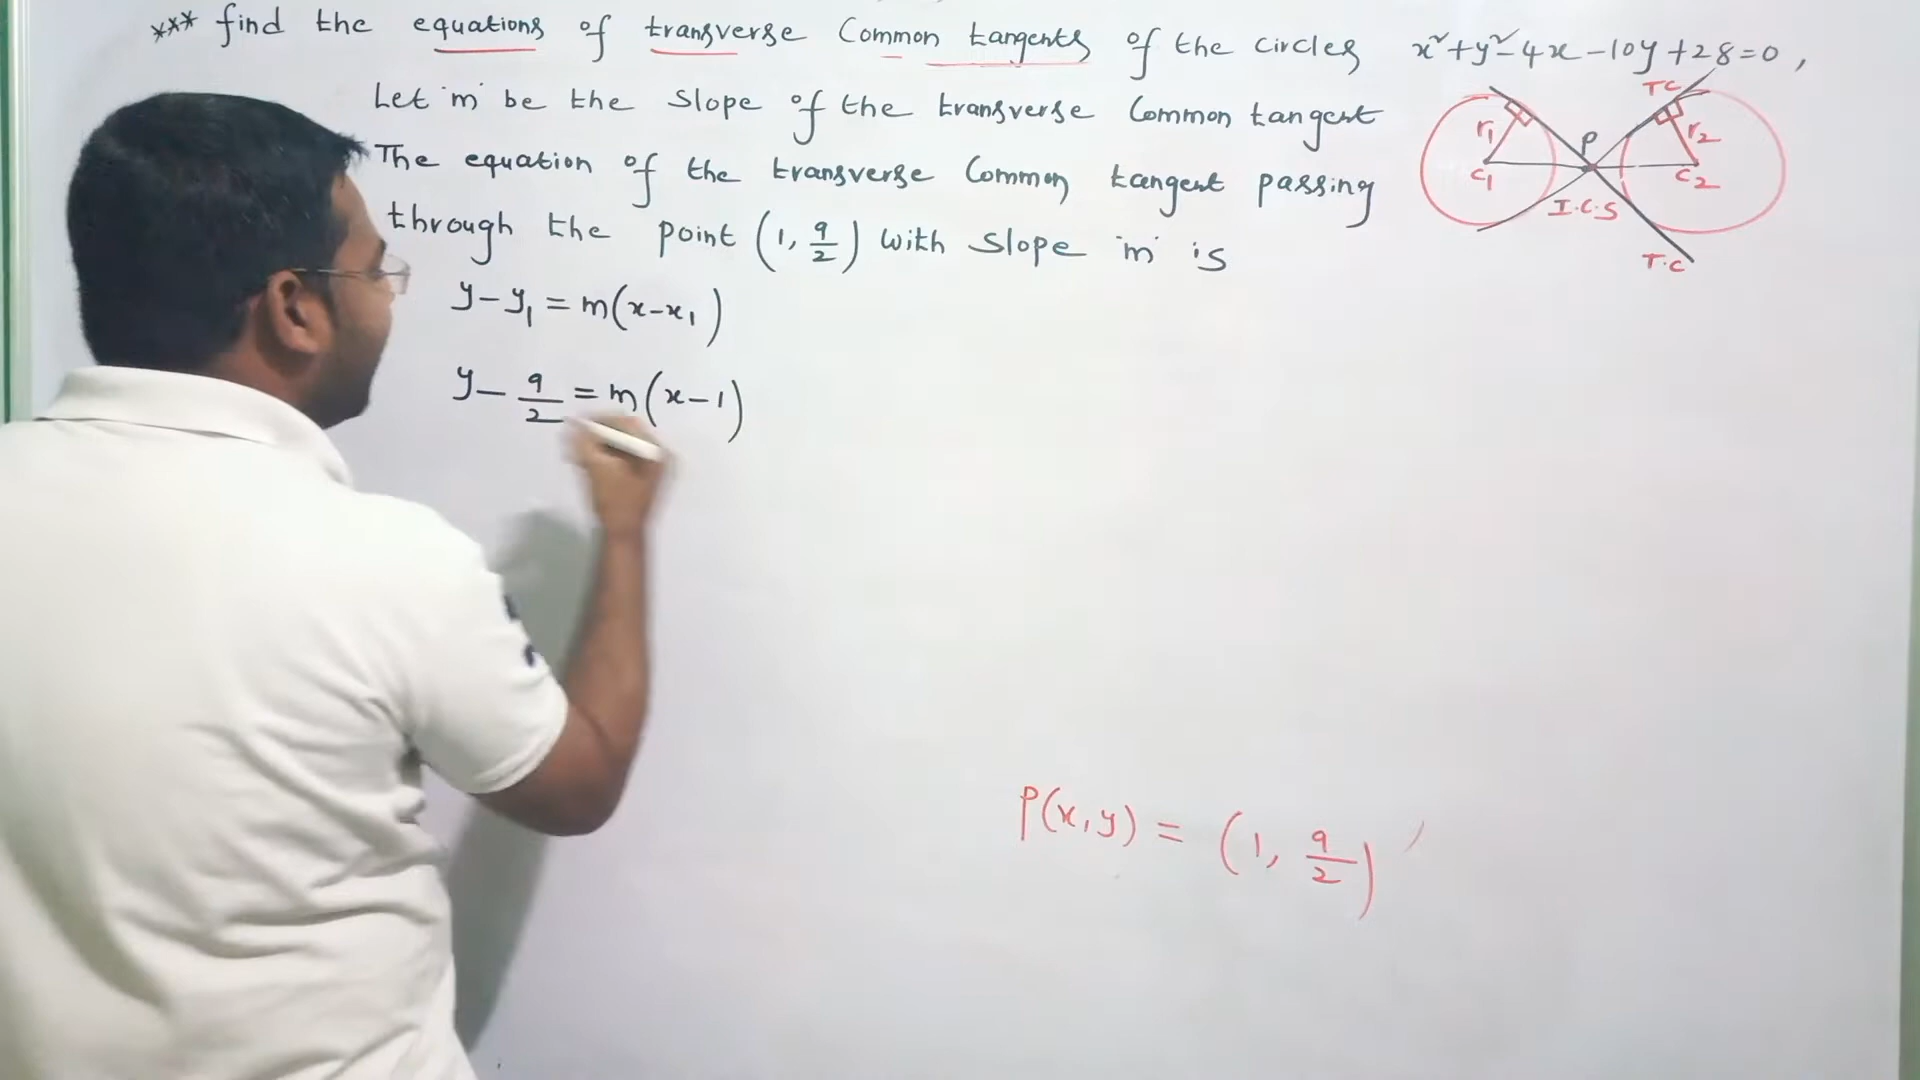 *** find the equations of transverse Common tangents of the circles x²+y²-4x-10y+28=0,
Let 'm' be the slope of the transverse Common tangent
The equation of the transverse Common tangent passing
through the point (1, 9/2) with slope 'm' is
y-y₁=m(x-x₁)
y-9/2=m(x-1)
T C
r₁ P r₂
C₁ C₂
I.C.S
T.C
P(x,y) = (1, 9/2)